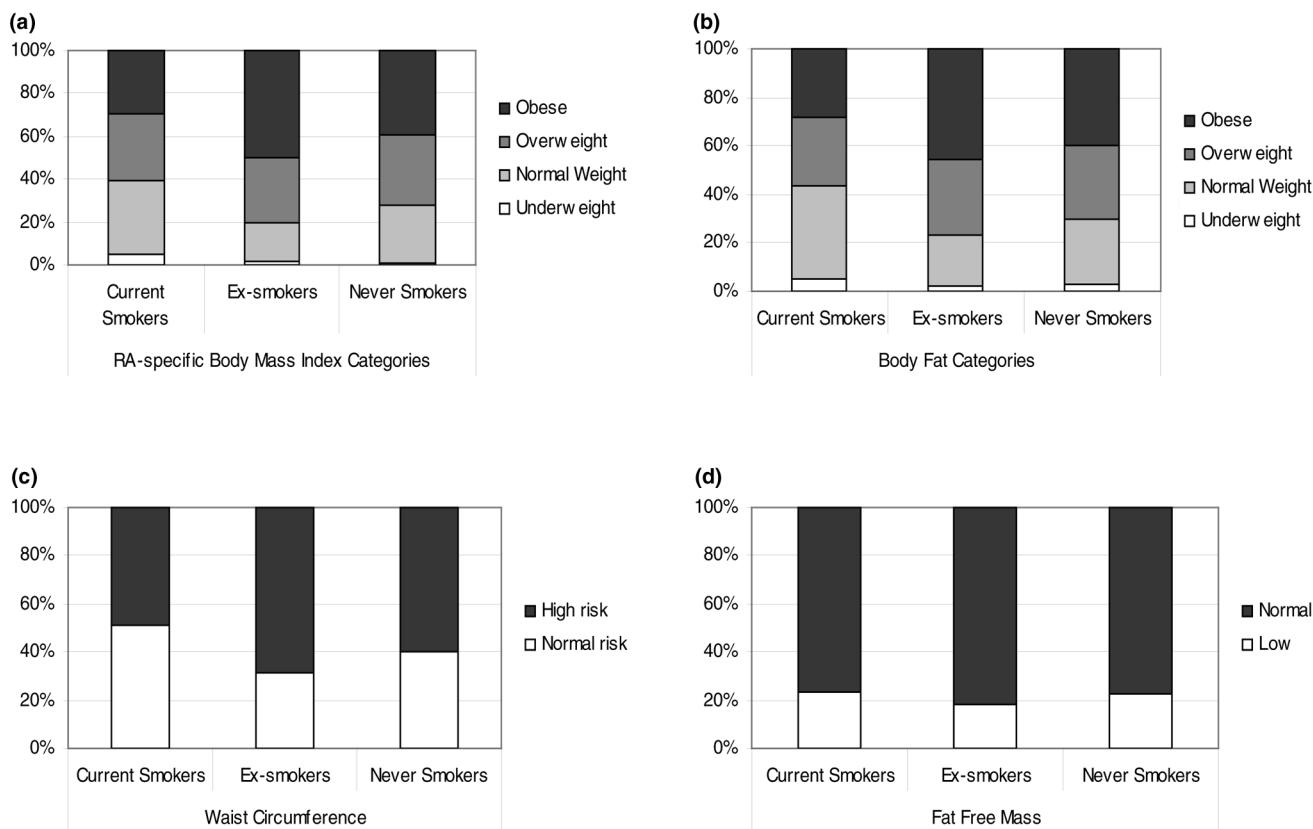 (a)
100%
80%
60%
40%
20%
0%
Current
Smokers
Ex-smokers
Never Smokers
RA-specific Body Mass Index Categories
Obese
Overw eight
Normal Weight
Underw eight
(b)
100%
80%
60%
40%
20%
0%
Current Smokers
Ex-smokers
Never Smokers
Body Fat Categories
Obese
Overw eight
Normal Weight
Underw eight
(c)
100%
80%
60%
40%
20%
0%
Current Smokers
Ex-smokers
Never Smokers
Waist Circumference
High risk
Normal risk
(d)
100%
80%
60%
40%
20%
0%
Current Smokers
Ex-smokers
Never Smokers
Fat Free Mass
Normal
Low